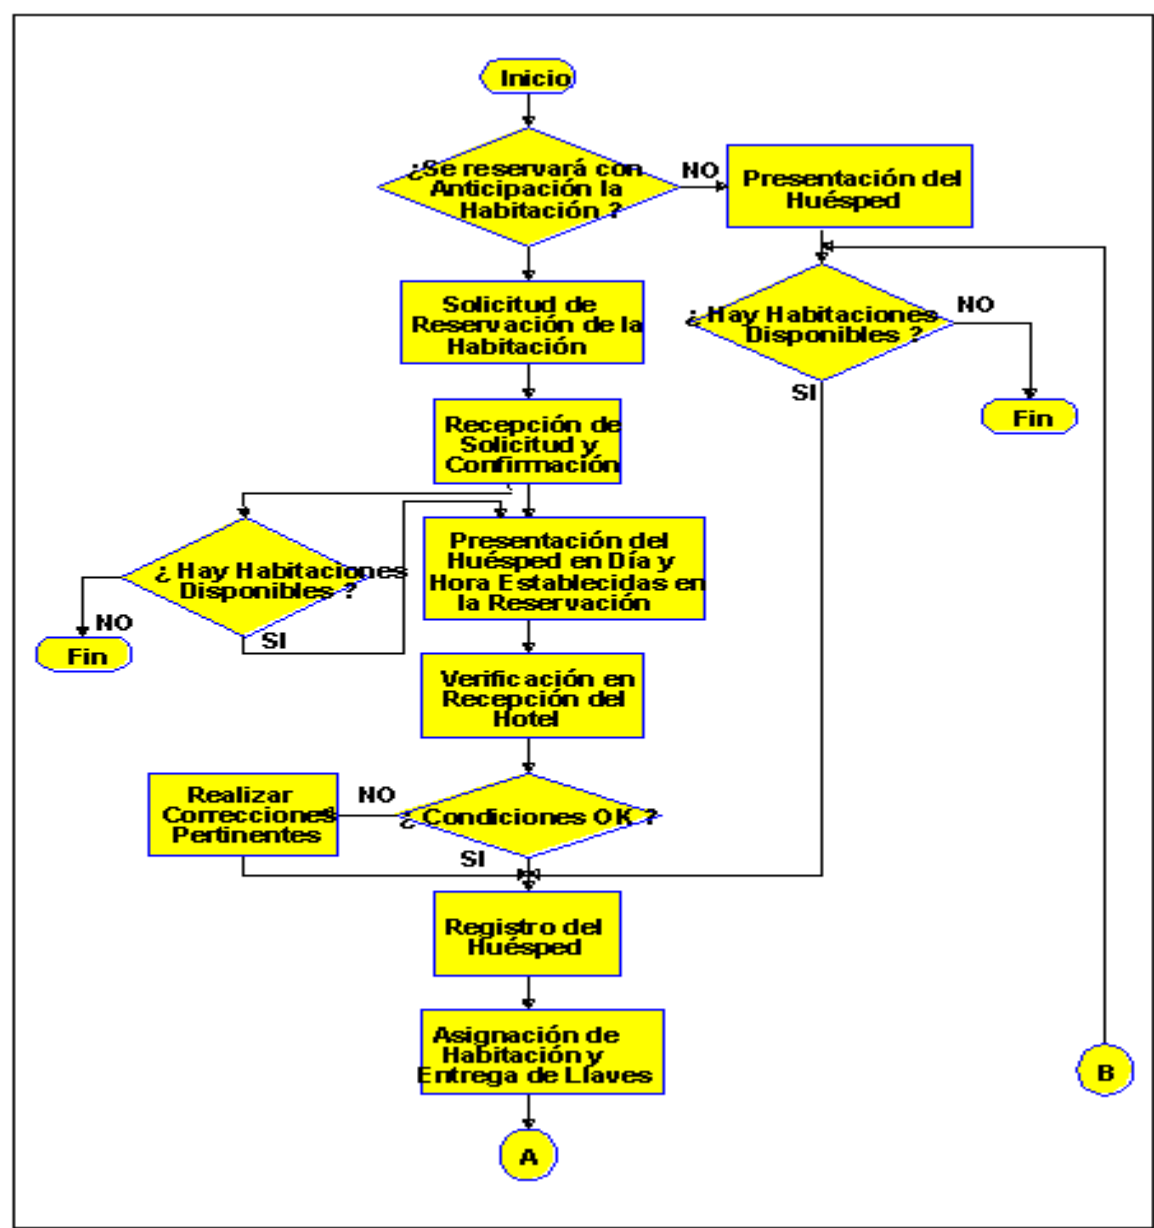 Inicio
¿Se reservará con
Anticipación la
Habitación ?
NO
Presentación del
Huésped
Solicitud de
Reservación de la
Habitación
¿ Hay Habitaciones
Disponibles ?
NO
SI
Fin
Recepción de
Solicitud y
Confirmación
¿ Hay Habitaciones
Disponibles ?
NO
SI
Fin
Presentación del
Huésped en Día y
Hora Establecidas en
la Reservación
Verificación en
Recepción del
Hotel
¿ Condiciones OK ?
NO
SI
Realizar
Correcciones
Pertinentes
Registro del
Huésped
Asignación de
Habitación y
Entrega de Llaves
B
A